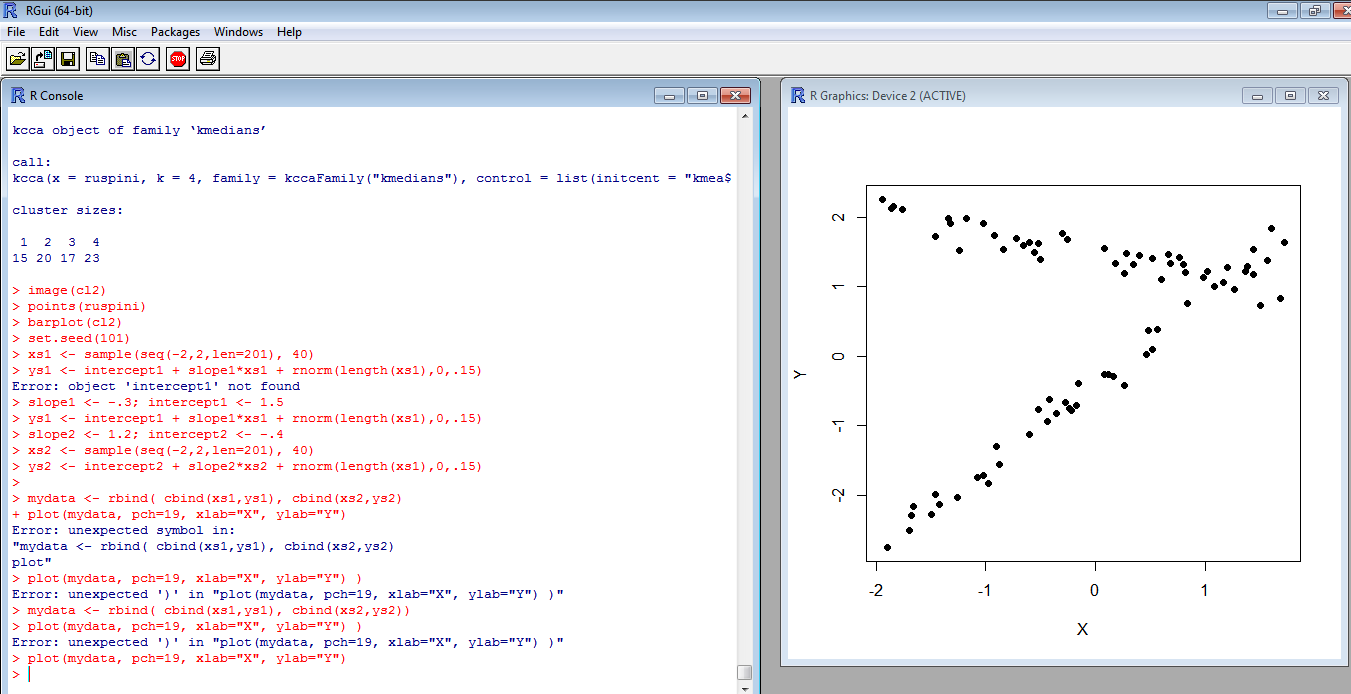 RGui (64-bit)
File Edit View Misc Packages Windows Help
STOP
R Console
kcca object of family ‘kmedians’
call:
kcca(x = ruspini, k = 4, family = kccaFamily("kmedians"), control = list(initcent = "kmea$
cluster sizes:
1 2 3 4
15 20 17 23
> image(cl2)
> points(ruspini)
> barplot(cl2)
> set.seed(101)
> xs1 <- sample(seq(-2,2,len=201), 40)
> ys1 <- intercept1 + slope1*xs1 + rnorm(length(xs1),0,.15)
Error: object 'intercept1' not found
> slope1 <- -.3; intercept1 <- 1.5
> ys1 <- intercept1 + slope1*xs1 + rnorm(length(xs1),0,.15)
> slope2 <- 1.2; intercept2 <- -.4
> xs2 <- sample(seq(-2,2,len=201), 40)
> ys2 <- intercept2 + slope2*xs2 + rnorm(length(xs1),0,.15)
>
> mydata <- rbind( cbind(xs1,ys1), cbind(xs2,ys2)
+ plot(mydata, pch=19, xlab="X", ylab="Y")
Error: unexpected symbol in:
"mydata <- rbind( cbind(xs1,ys1), cbind(xs2,ys2)
plot"
> plot(mydata, pch=19, xlab="X", ylab="Y") )
Error: unexpected ')' in "plot(mydata, pch=19, xlab="X", ylab="Y") )"
> mydata <- rbind( cbind(xs1,ys1), cbind(xs2,ys2))
> plot(mydata, pch=19, xlab="X", ylab="Y") )
Error: unexpected ')' in "plot(mydata, pch=19, xlab="X", ylab="Y") )"
> plot(mydata, pch=19, xlab="X", ylab="Y")
>
R Graphics: Device 2 (ACTIVE)
2
1
0
-1
-2
Y
-2 -1 0 1
X